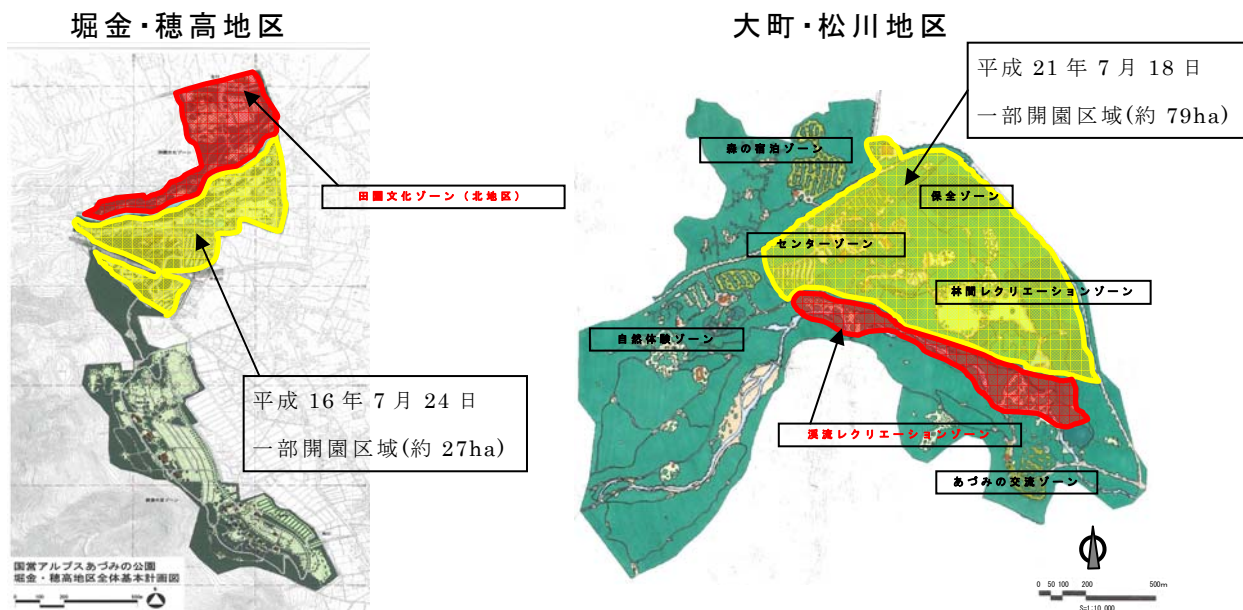 堀金・穂高地区
田園文化ゾーン（北地区）
平成 16 年 7 月 24 日
一部開園区域(約 27ha)
国営アルプスあづみの公園
堀金・穂高地区全体基本計画図
大町・松川地区
平成 21 年 7 月 18 日
一部開園区域(約 79ha)
森の宿泊ゾーン
保全ゾーン
センターゾーン
林間レクリエーションゾーン
自然体験ゾーン
渓流レクリエーションゾーン
あづみの交流ゾーン
0 50 100 200 500m
S=1:10,000